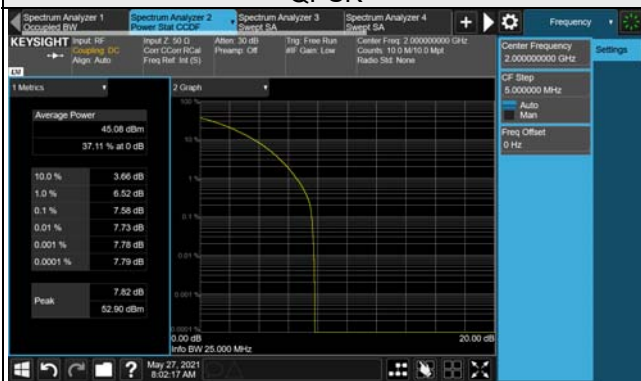 QPSK
Spectrum Analyzer 1
Occupied BW
Spectrum Analyzer 2
Power Stat CCDF
Spectrum Analyzer 3
Swept SA
Spectrum Analyzer 4
Swept SA
Frequency
KEYSIGHT
Input: RF
Coupling: DC
Align: Auto
Input Z: 50 Ω
Corr CCorr RCal
Freq Ref: Int (S)
Atten: 30 dB
Preamp: Off
Trig: Free Run
#IF Gain: Low
Center Freq: 2.000000000 GHz
Counts: 10.0 M/10.0 Mpt
Radio Std: None
Center Frequency
2.000000000 GHz
Settings
CF Step
5.000000 MHz
Auto
Man
Freq Offset
0 Hz
1 Metrics
2 Graph
Average Power
45.08 dBm
37.11 % at 0 dB
10.0 % 3.66 dB
1.0 % 6.52 dB
0.1 % 7.58 dB
0.01 % 7.73 dB
0.001 % 7.78 dB
0.0001 % 7.79 dB
Peak
7.82 dB
52.90 dBm
100 %
10 %
1 %
0.1 %
0.01 %
0.001 %
0.0001 %
0.00 dB
20.00 dB
Info BW 25.000 MHz
May 27, 2021
8:02:17 AM